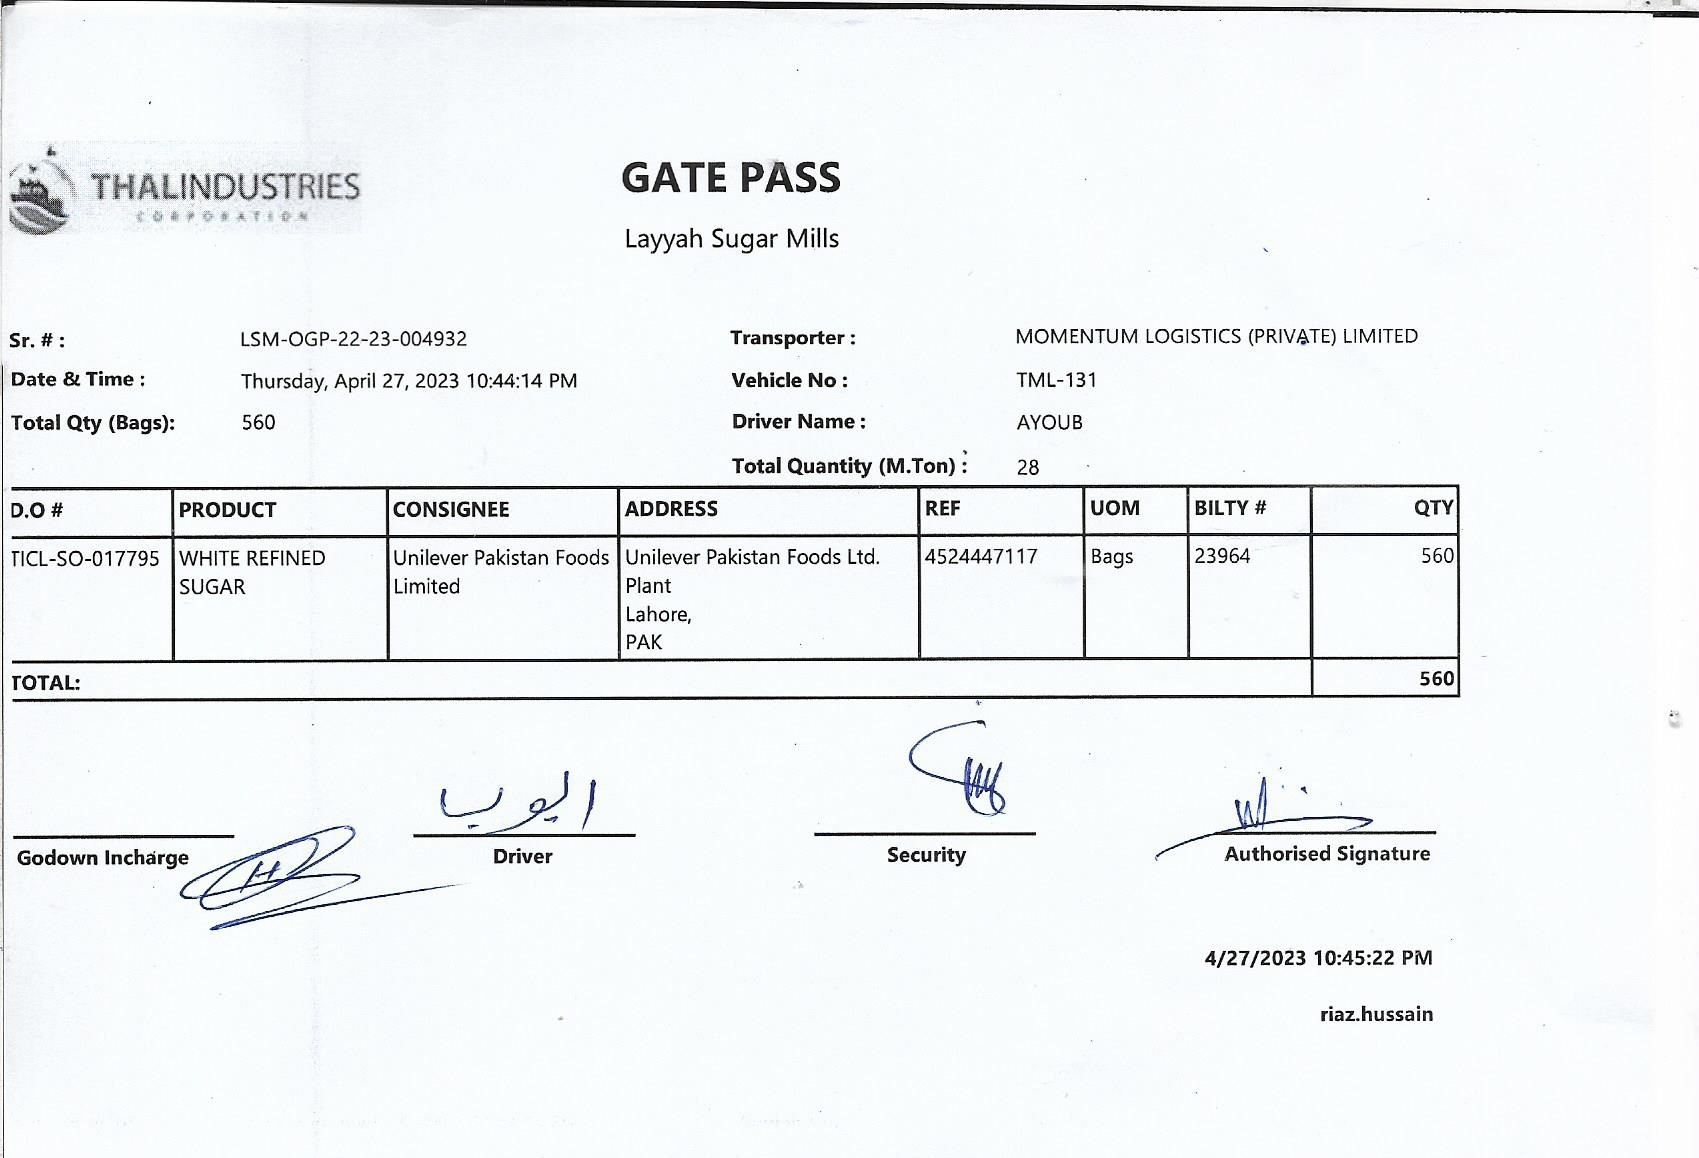 THALINDUSTRIES
CORPORATION
GATE PASS
Layyah Sugar Mills
Sr. # : LSM-OGP-22-23-004932 Transporter : MOMENTUM LOGISTICS (PRIVATE) LIMITED
Date & Time : Thursday, April 27, 2023 10:44:14 PM Vehicle No : TML-131
Total Qty (Bags): 560 Driver Name : AYOUB
Total Quantity (M.Ton) : 28
D.O # PRODUCT CONSIGNEE ADDRESS REF UOM BILTY # QTY
TICL-SO-017795 WHITE REFINED Unilever Pakistan Foods Unilever Pakistan Foods Ltd. 4524447117 Bags 23964 560
SUGAR Limited Plant
Lahore,
PAK
TOTAL: 560
ایوب
Godown Incharge Driver Security Authorised Signature
4/27/2023 10:45:22 PM
riaz.hussain